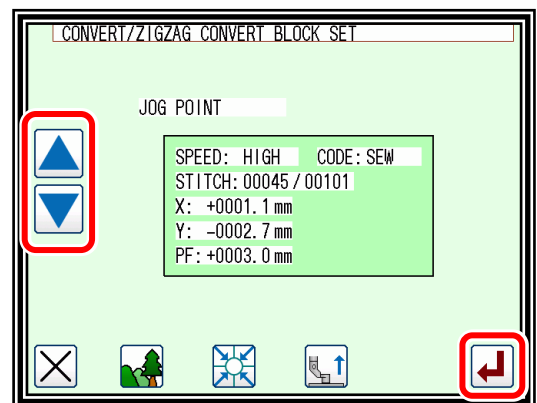 CONVERT/ZIGZAG CONVERT BLOCK SET
JOG POINT
SPEED: HIGH CODE:SEW
STITCH:00045/00101
X: +0001.1mm
Y: -0002.7mm
PF:+0003.0mm